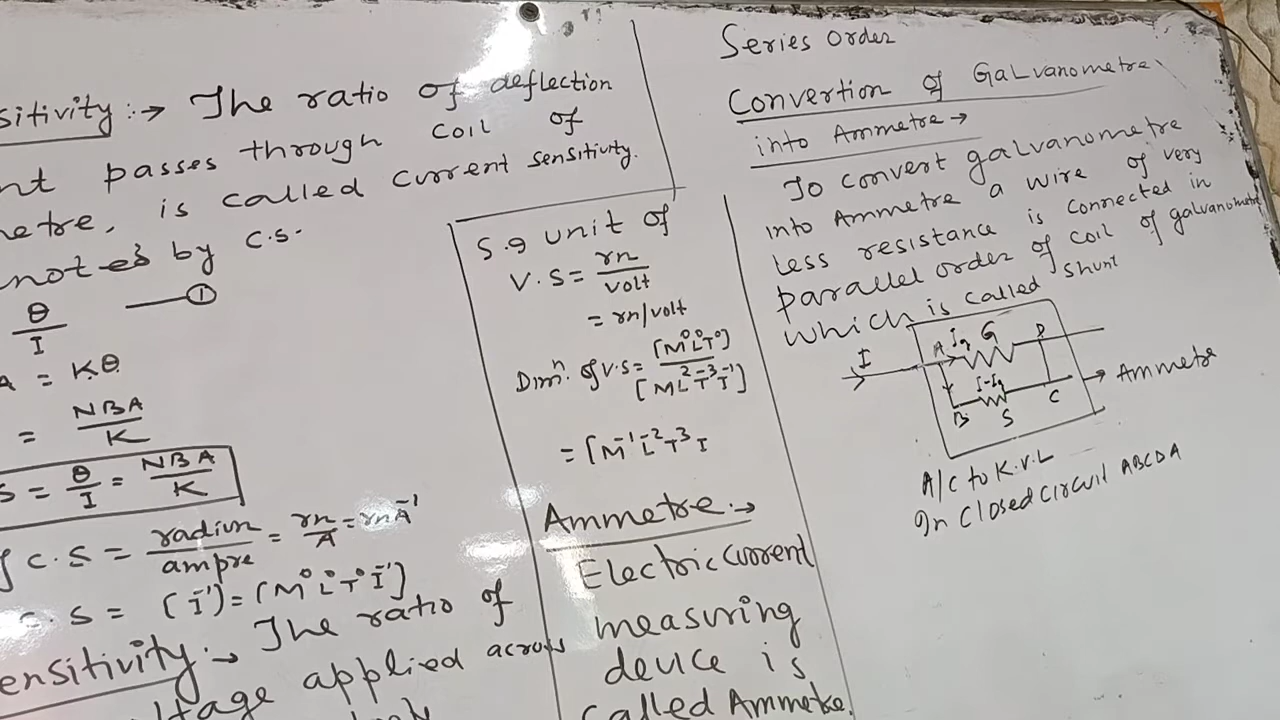 sitivity :→ The ratio of deflection
nt passes through coil of
etre, is called current sensitivity.
notes by C.S.
θ/I —①
A = Kθ
= NBA/K
S = θ/I = NBA/K
f C.S = radiun/ampre = rn/A = rnA⁻¹
C.S = [I⁻¹] = [M⁰L⁰T⁰I⁻¹]
ensitivity :→ The ratio of
ltage applied across
S.g unit of
V.S = rn/volt
= rn/volt
Dimⁿ. of V.S = [M⁰L⁰T⁰]/[ML²T⁻³I⁻¹]
= [M⁻¹L⁻²T³I
Ammetre :→
Electric Current
measuring
device is
Called Ammetre.
Series Order
Convertion of Galvanometre
into Ammetre →
To convert galvanometre
into Ammetre a wire of very
less resistance is connected in
parallel order of coil of galvanometre
which is called shunt
I A Ig G D
I-Ig
B S C → Ammetre
A/C to K.V.L
In Closed Circuil ABCDA